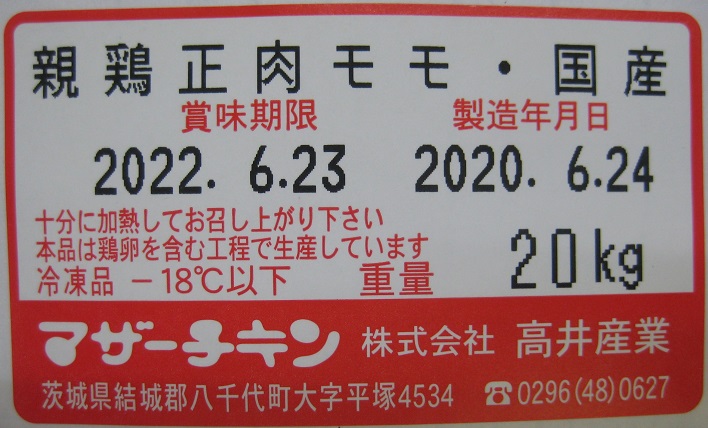 親鶏正肉モモ・国産
賞味期限 製造年月日
2022. 6.23 2020. 6.24
十分に加熱してお召し上がり下さい
本品は鶏卵を含む工程で生産しています
冷凍品 －18℃以下 重量 20kg
マザーチキン 株式会社 高井産業
茨城県結城郡八千代町大字平塚4534 ☎0296(48)0627